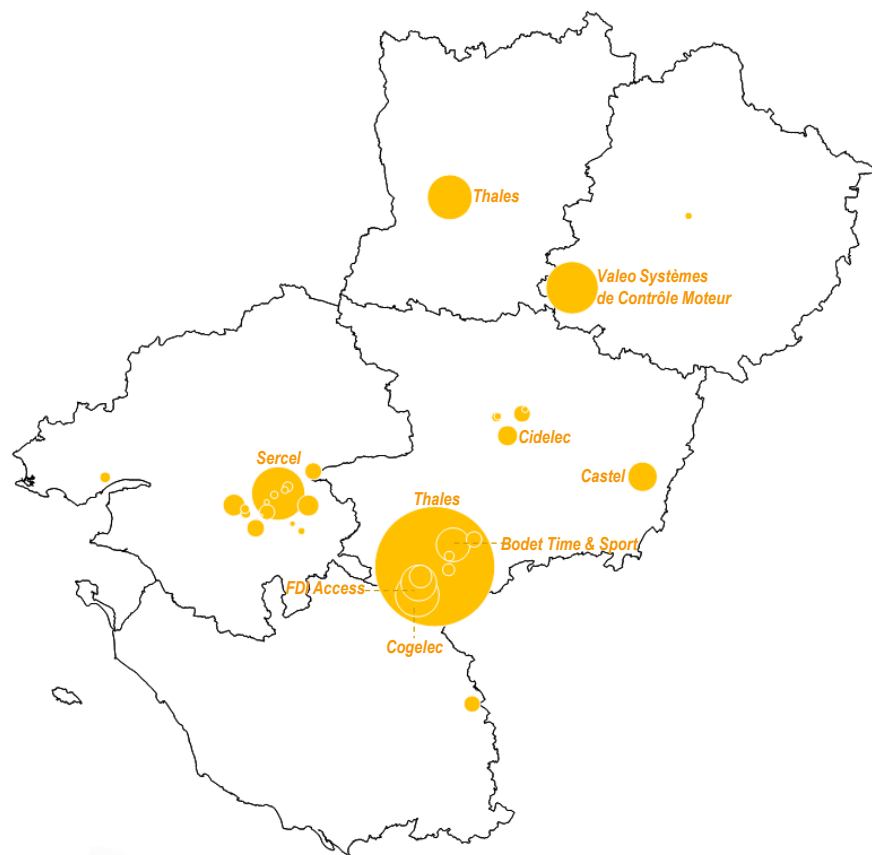 Thales
Valeo Systèmes
de Contrôle Moteur
Cidelec
Sercel
Castel
Thales
Bodet Time & Sport
FDI Access
Cogelec